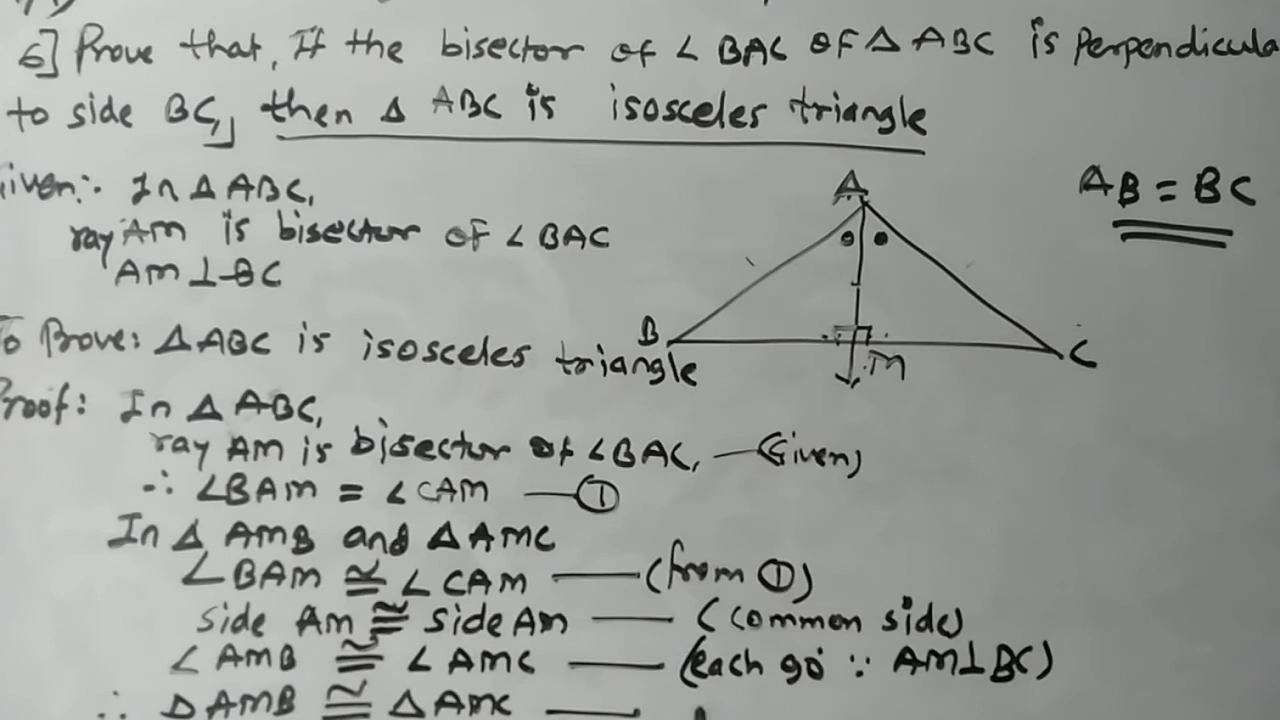 6] Prove that, If the bisector of ∠ BAC OF Δ ABC is perpendicula
to side BC, then Δ ABC is isosceles triangle
iven:- In Δ ABC,
ray AM is bisector OF ∠ BAC
AM ⊥ BC
A
AB = BC
B
C
M
To Prove: Δ ABC is isosceles triangle
Proof: In Δ ABC,
ray AM is bisector of ∠BAC, — (Given)
∴ ∠BAM = ∠CAM — ①
In Δ AMB and Δ AMC
∠BAM ≅ ∠CAM — (from ①)
side AM ≅ side AM — (common side)
∠ AMB ≅ ∠ AMC — (each 90° ∵ AM⊥BC)
∴ Δ AMB ≅ Δ AMC —